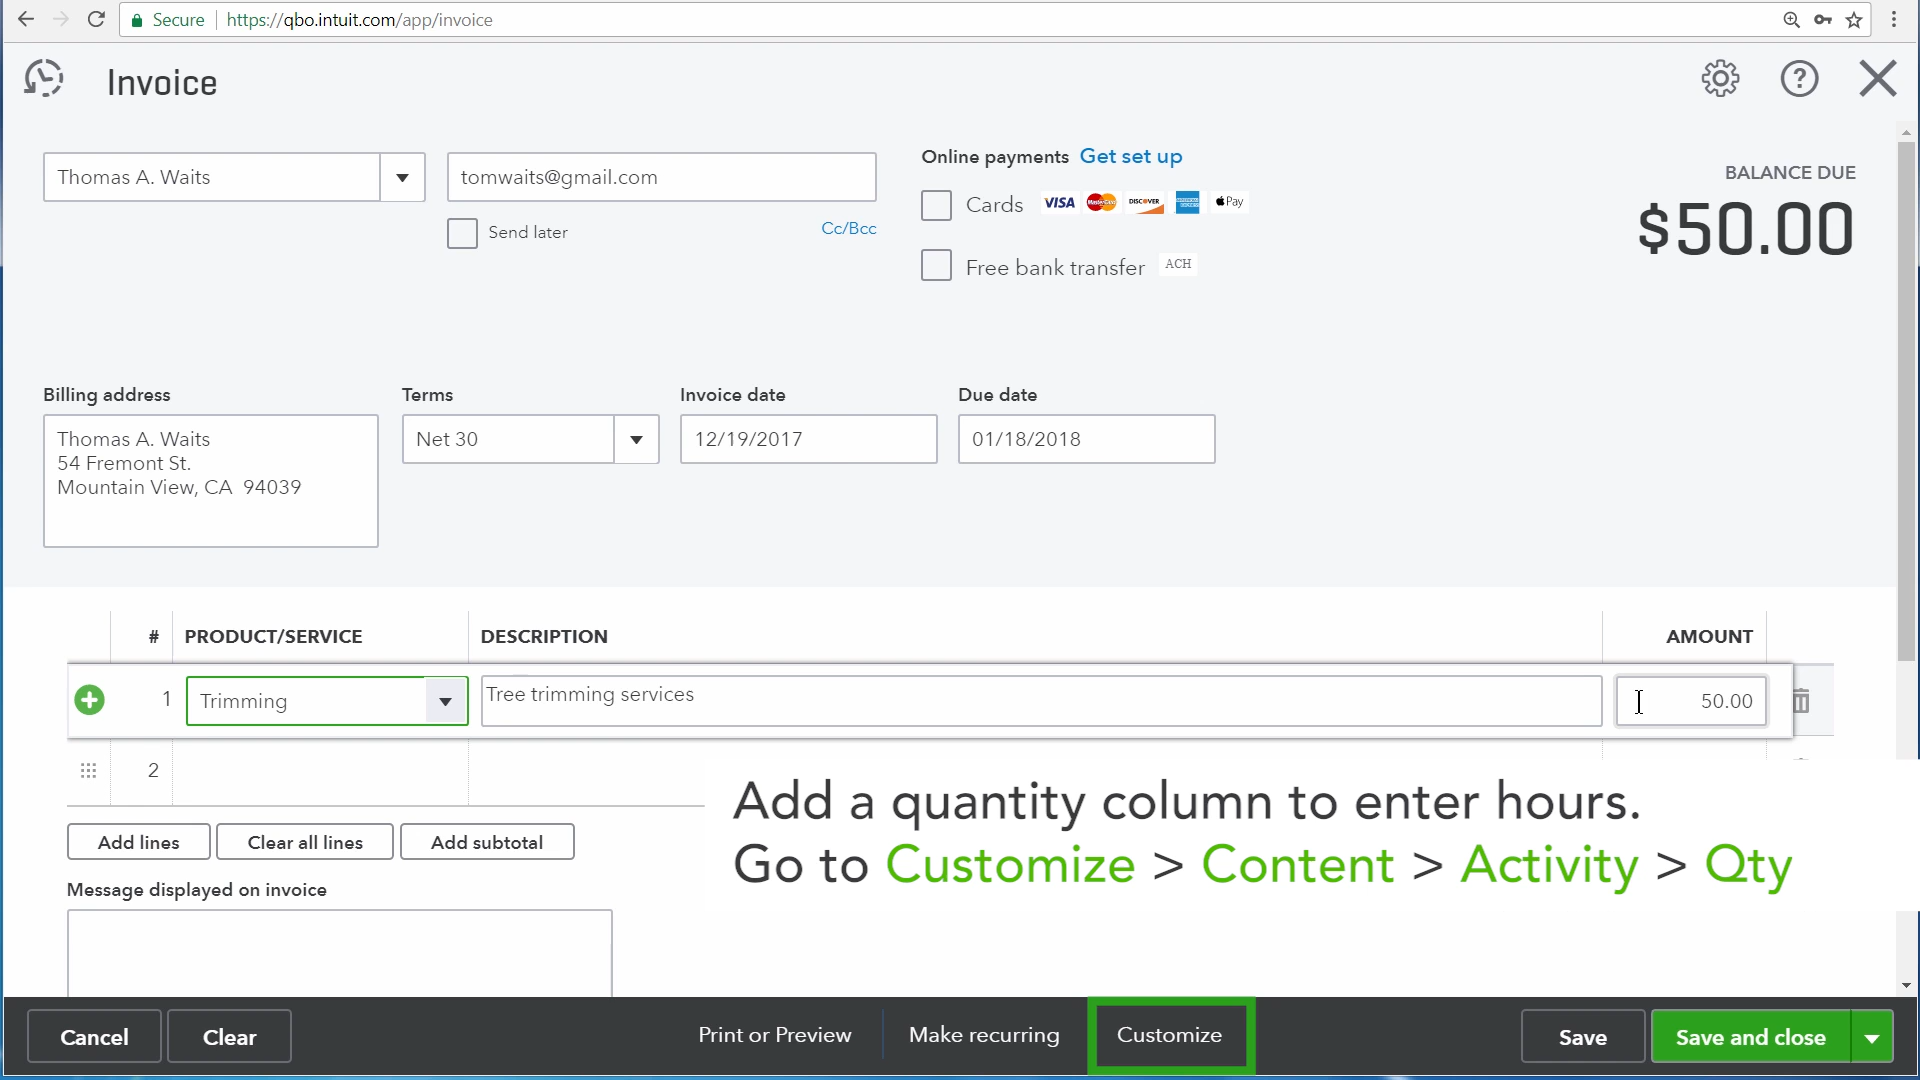 Secure
https://qbo.intuit.com/app/invoice
Invoice
Thomas A. Waits
tomwaits@gmail.com
Send later
Cc/Bcc
Online payments Get set up
Cards VISA MasterCard DISCOVER Pay
Free bank transfer ACH
BALANCE DUE
$50.00
Billing address
Thomas A. Waits
54 Fremont St.
Mountain View, CA 94039
Terms
Net 30
Invoice date
12/19/2017
Due date
01/18/2018
# PRODUCT/SERVICE DESCRIPTION AMOUNT
1 Trimming Tree trimming services 50.00
2
Add a quantity column to enter hours.
Go to Customize > Content > Activity > Qty
Add lines Clear all lines Add subtotal
Message displayed on invoice
Cancel Clear Print or Preview Make recurring Customize Save Save and close